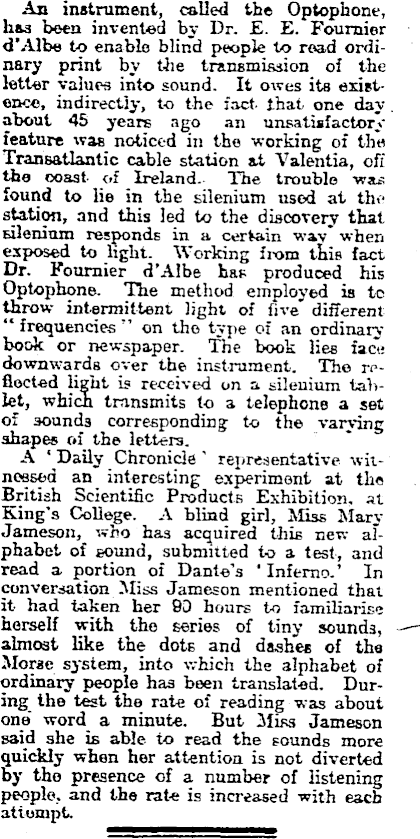 An instrument, called the Optophone,
has been invented by Dr. E. E. Fournier
d'Albe to enable blind people to read ordi-
nary print by the transmission of the
letter values into sound. It owes its exist-
ence, indirectly, to the fact that one day
about 45 years ago an unsatisfactory
feature was noticed in the working of the
Transatlantic cable station at Valentia, off
the coast of Ireland. The trouble was
found to lie in the silenium used at the
station, and this led to the discovery that
silenium responds in a certain way when
exposed to light. Working from this fact
Dr. Fournier d'Albe has produced his
Optophone. The method employed is to
throw intermittent light of five different
"frequencies" on the type of an ordinary
book or newspaper. The book lies face
downwards over the instrument. The re-
flected light is received on a silenium tab-
let, which transmits to a telephone a set
of sounds corresponding to the varying
shapes of the letters.
A 'Daily Chronicle' representative wit-
nessed an interesting experiment at the
British Scientific Products Exhibition, at
King's College. A blind girl, Miss Mary
Jameson, who has acquired this new al-
phabet of sound, submitted to a test, and
read a portion of Dante's 'Inferno.' In
conversation Miss Jameson mentioned that
it had taken her 90 hours to familiarise
herself with the series of tiny sounds,
almost like the dots and dashes of the
Morse system, into which the alphabet of
ordinary people has been translated. Dur-
ing the test the rate of reading was about
one word a minute. But Miss Jameson
said she is able to read the sounds more
quickly when her attention is not diverted
by the presence of a number of listening
people, and the rate is increased with each
attempt.